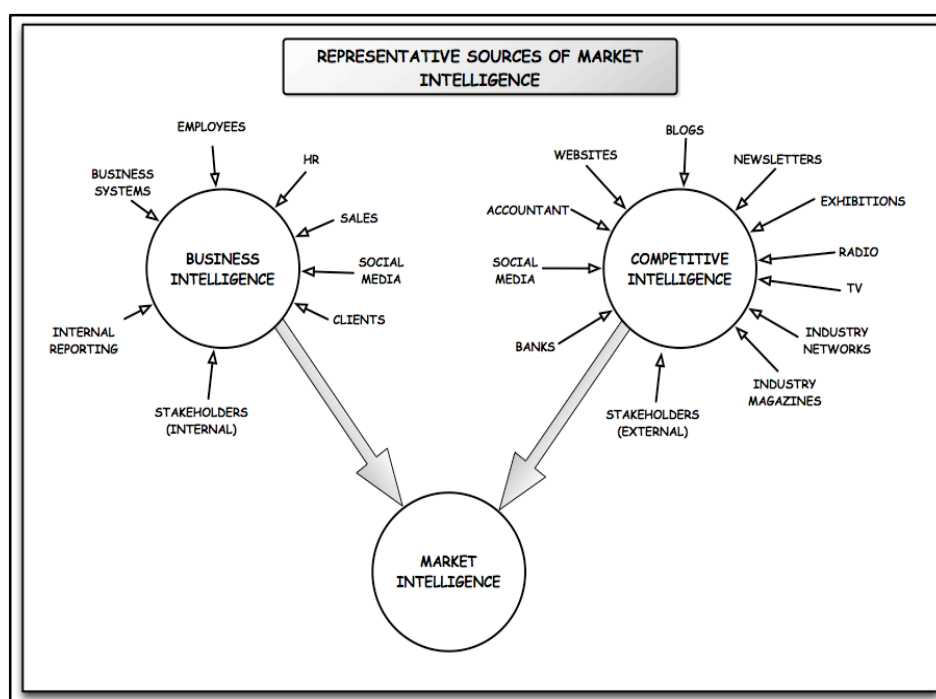 REPRESENTATIVE SOURCES OF MARKET
INTELLIGENCE
EMPLOYEES
HR
BUSINESS
SYSTEMS
SALES
BUSINESS
INTELLIGENCE
SOCIAL
MEDIA
CLIENTS
INTERNAL
REPORTING
STAKEHOLDERS
(INTERNAL)
BLOGS
WEBSITES
NEWSLETTERS
ACCOUNTANT
EXHIBITIONS
SOCIAL
MEDIA
COMPETITIVE
INTELLIGENCE
RADIO
TV
BANKS
INDUSTRY
NETWORKS
INDUSTRY
MAGAZINES
STAKEHOLDERS
(EXTERNAL)
MARKET
INTELLIGENCE